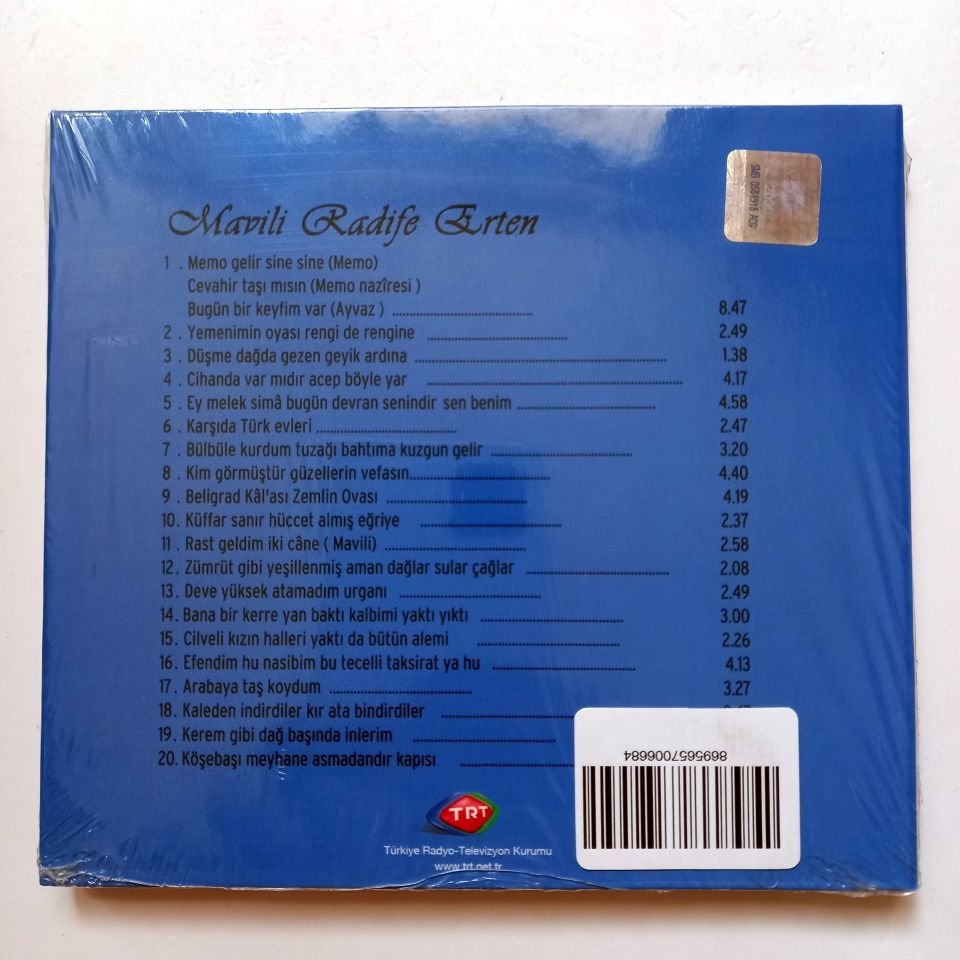 Mavili Radife Erten
1 . Memo gelir sine sine (Memo)
Cevahir taşı mısın (Memo nazîresi )
Bugün bir keyfim var (Ayvaz ) ........................................ 8.47
2 . Yemenimin oyası rengi de rengine ........................................ 2.49
3 . Düşme dağda gezen geyik ardına ........................................ 1.38
4 . Cihanda var mıdır acep böyle yar ........................................ 4.17
5 . Ey melek simâ bugün devran senindir sen benim ........................................ 4.58
6 . Karşıda Türk evleri ........................................ 2.47
7 . Bülbüle kurdum tuzağı bahtıma kuzgun gelir ........................................ 3.20
8 . Kim görmüştür güzellerin vefasın........................................ 4.40
9 . Beligrad Kâl'ası Zemlin Ovası ........................................ 4.19
10. Küffar sanır hüccet almış eğriye ........................................ 2.37
11 . Rast geldim iki câne ( Mavili) ........................................ 2.58
12 . Zümrüt gibi yeşillenmiş aman dağlar sular çağlar ........................................ 2.08
13 . Deve yüksek atamadım urganı ........................................ 2.49
14 . Bana bir kerre yan baktı kalbimi yaktı yıktı ........................................ 3.00
15 . Cilveli kızın halleri yaktı da bütün alemi ........................................ 2.26
16 . Efendim hu nasibim bu tecelli taksirat ya hu ........................................ 4.13
17 . Arabaya taş koydum ........................................ 3.27
18 . Kaleden indirdiler kır ata bindirdiler ........................................
19 . Kerem gibi dağ başında inlerim ........................................
20. Köşebaşı meyhane asmadandır kapısı ........................................
8695657006684
TRT
Türkiye Radyo-Televizyon Kurumu
www.trt.net.tr